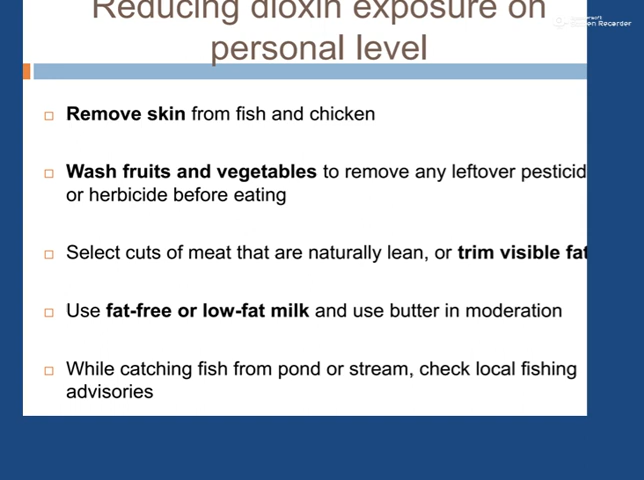 Reducing dioxin exposure on
personal level
Remove skin from fish and chicken
Wash fruits and vegetables to remove any leftover pesticid
or herbicide before eating
Select cuts of meat that are naturally lean, or trim visible fat
Use fat-free or low-fat milk and use butter in moderation
While catching fish from pond or stream, check local fishing
advisories
Recorder